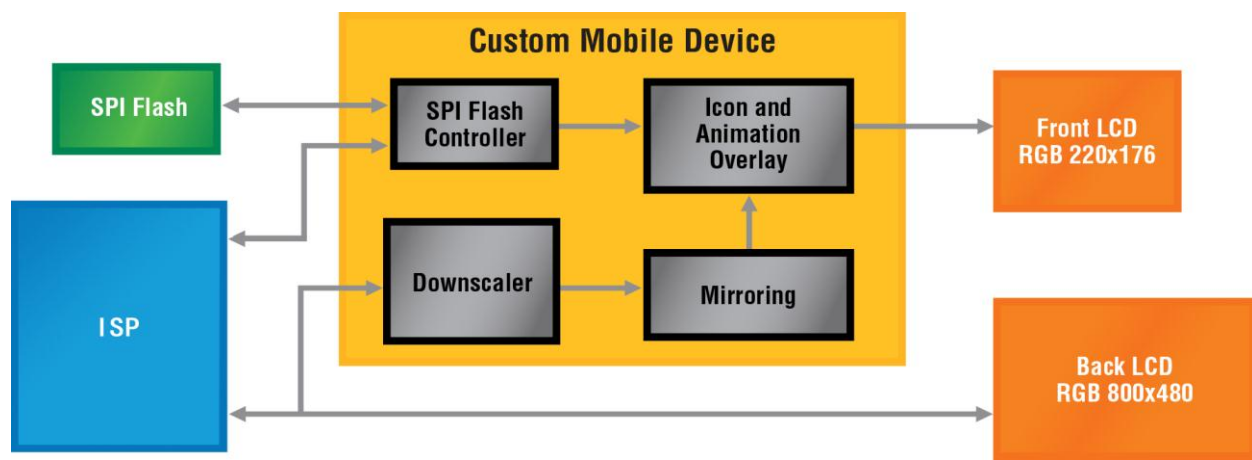 Custom Mobile Device
SPI Flash
SPI Flash
Controller
Icon and
Animation
Overlay
Front LCD
RGB 220x176
Downscaler
Mirroring
ISP
Back LCD
RGB 800x480